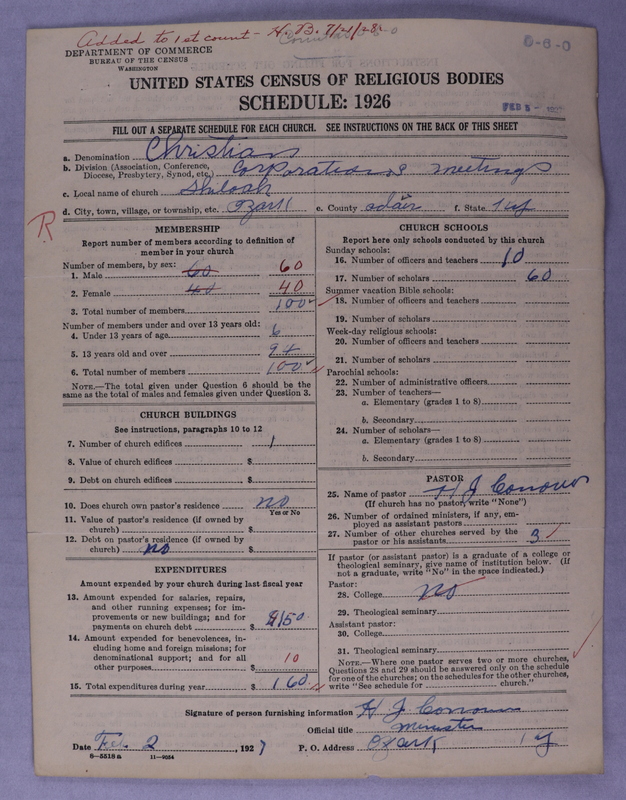 Added to 1st count - H.B. 7/4/28
0-6-0
DEPARTMENT OF COMMERCE
BUREAU OF THE CENSUS
WASHINGTON
UNITED STATES CENSUS OF RELIGIOUS BODIES
SCHEDULE: 1926
FEB 5
FILL OUT A SEPARATE SCHEDULE FOR EACH CHURCH. SEE INSTRUCTIONS ON THE BACK OF THIS SHEET
a. Denomination Christian
b. Division (Association, Conference, Diocese, Presbytery, Synod, etc.) Corporations meetings
c. Local name of church Shilosh
d. City, town, village, or township, etc. Ozark e. County adair f. State Ky
R
MEMBERSHIP
Report number of members according to definition of
member in your church
Number of members, by sex:
1. Male 60 60
2. Female 40 40
3. Total number of members 100
Number of members under and over 13 years old:
4. Under 13 years of age 6
5. 13 years old and over 94
6. Total number of members 100
NOTE.—The total given under Question 6 should be the
same as the total of males and females given under Question 3.
CHURCH BUILDINGS
See instructions, paragraphs 10 to 12
7. Number of church edifices 1
8. Value of church edifices $
9. Debt on church edifices $
10. Does church own pastor's residence no
Yes or No
11. Value of pastor's residence (if owned by
church) $
12. Debt on pastor's residence (if owned by
church) no $
EXPENDITURES
Amount expended by your church during last fiscal year
13. Amount expended for salaries, repairs,
and other running expenses; for im-
provements or new buildings; and for
payments on church debt $ 150
14. Amount expended for benevolences, in-
cluding home and foreign missions; for
denominational support; and for all
other purposes $ 10
15. Total expenditures during year $ 160
CHURCH SCHOOLS
Report here only schools conducted by this church
Sunday schools:
16. Number of officers and teachers 10
17. Number of scholars 60
Summer vacation Bible schools:
18. Number of officers and teachers
19. Number of scholars
Week-day religious schools:
20. Number of officers and teachers
21. Number of scholars
Parochial schools:
22. Number of administrative officers
23. Number of teachers—
a. Elementary (grades 1 to 8)
b. Secondary
24. Number of scholars—
a. Elementary (grades 1 to 8)
b. Secondary
PASTOR
25. Name of pastor H J Conover
(If church has no pastor, write "None")
26. Number of ordained ministers, if any, em-
ployed as assistant pastors
27. Number of other churches served by the
pastor or his assistants 3
If pastor (or assistant pastor) is a graduate of a college or
theological seminary, give name of institution below. (If
not a graduate, write "No" in the space indicated.)
Pastor:
28. College no
29. Theological seminary
Assistant pastor:
30. College
31. Theological seminary
NOTE.—Where one pastor serves two or more churches,
Questions 28 and 29 should be answered only on the schedule
for one of the churches; on the schedules for the other churches,
write "See schedule for church."
Signature of person furnishing information H J Conover
Official title minister
Date Feb 2, 1927 P. O. Address Ozark Ky
8-5518a 11-9054